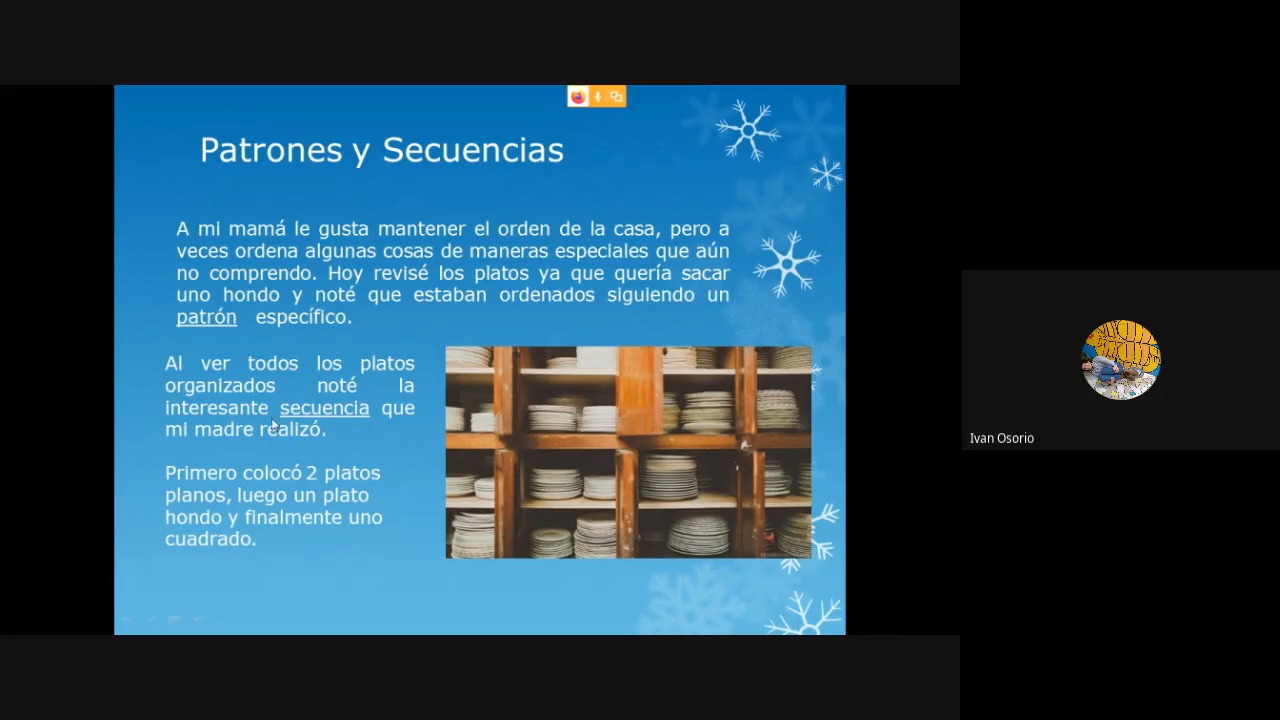 Patrones y Secuencias
A mi mamá le gusta mantener el orden de la casa, pero a
veces ordena algunas cosas de maneras especiales que aún
no comprendo. Hoy revisé los platos ya que quería sacar
uno hondo y noté que estaban ordenados siguiendo un
patrón específico.
Al ver todos los platos
organizados noté la
interesante secuencia que
mi madre realizó.
Primero colocó 2 platos
planos, luego un plato
hondo y finalmente uno
cuadrado.
Ivan Osorio